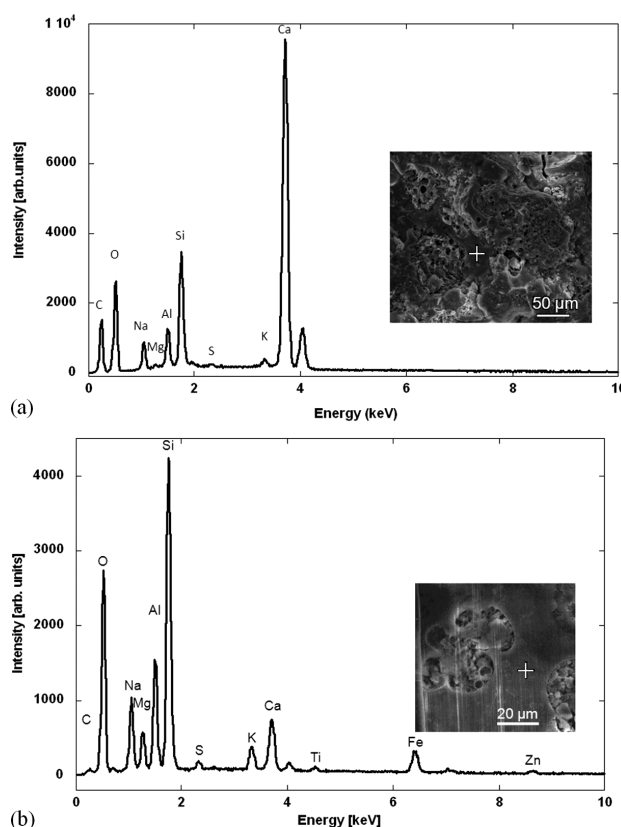 1 10⁴
8000
6000
4000
2000
0
Intensity [arb.units]
C
O
Na
Mg
Al
Si
S
K
Ca
50 µm
0
2
4
6
8
10
Energy (keV)
(a)
4000
3000
2000
1000
0
Intensity [arb. units]
C
O
Na
Mg
Al
Si
S
K
Ca
Ti
Fe
Zn
20 µm
0
2
4
6
8
10
Energy [keV]
(b)